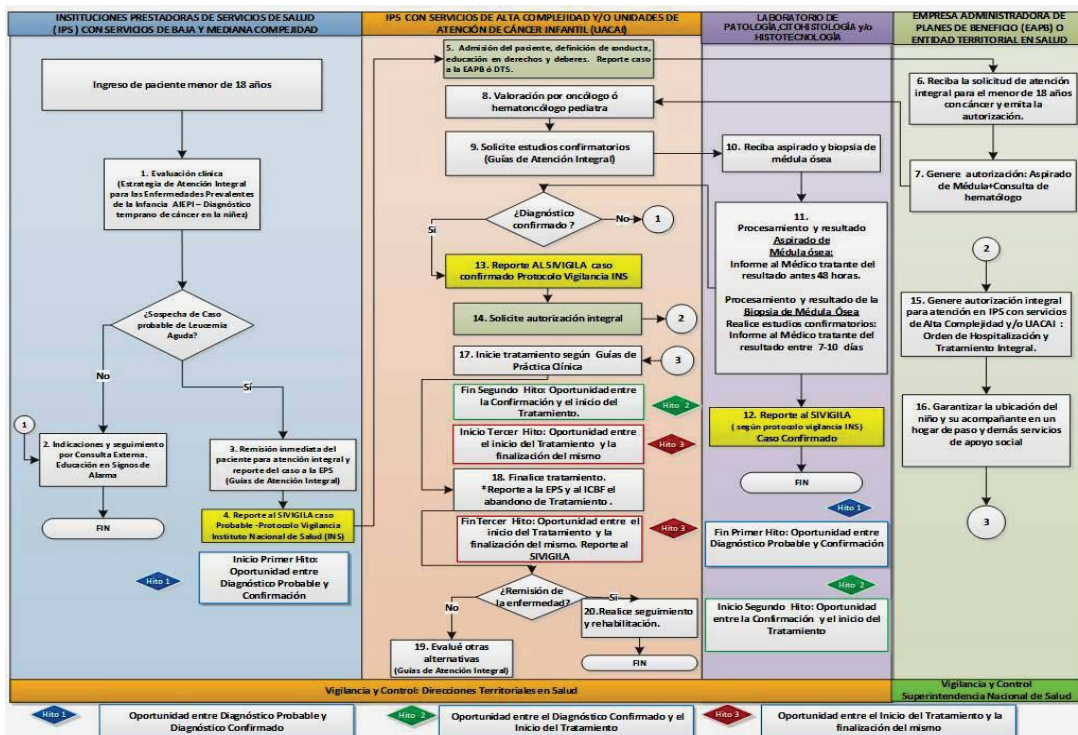 INSTITUCIONES PRESTADORAS DE SERVICIOS DE SALUD
( IPS ) CON SERVICIOS DE BAJA Y MEDIANA COMPEJIDAD
Ingreso de paciente menor de 18 años
1. Evaluación clínica
(Estrategia de Atención Integral
para las Enfermedades Prevalentes
de la Infancia AIEPI – Diagnóstico
temprano de cáncer en la niñez)
¿Sospecha de Caso
probable de Leucemia
Aguda?
No
Sí
1
2. Indicaciones y seguimiento
por Consulta Externa.
Educación en Signos de
Alarma
FIN
3. Remisión inmediata del
paciente para atención integral y
reporte del caso a la EPS
(Guías de Atención Integral)
4. Reporte al SIVIGILA caso
Probable -Protocolo Vigilancia
Instituto Nacional de Salud (INS)
Hito 1
Inicio Primer Hito:
Oportunidad entre
Diagnóstico Probable y
Confirmación
IPS CON SERVICIOS DE ALTA COMPLEJIDAD Y/O UNIDADES DE
ATENCIÓN DE CÁNCER INFANTIL (UACAI)
5. Admisión del paciente, definición de conducta,
educación en derechos y deberes. Reporte caso
a la EAPB ó DTS.
8. Valoración por oncólogo ó
hematoncólogo pediatra
9. Solicite estudios confirmatorios
(Guías de Atención Integral)
¿Diagnóstico
confirmado ?
No
1
Si
13. Reporte AL SIVIGILA caso
confirmado Protocolo Vigilancia INS
14. Solicite autorización integral
2
17. Inicie tratamiento según Guías de
Práctica Clínica
3
Fin Segundo Hito: Oportunidad entre
la Confirmación y el inicio del
Tratamiento.
Hito 2
Inicio Tercer Hito: Oportunidad entre
el inicio del Tratamiento y la
finalización del mismo
Hito 3
18. Finalice tratamiento.
*Reporte a la EPS y al ICBF el
abandono de Tratamiento .
Fin Tercer Hito: Oportunidad entre el
inicio del Tratamiento y la
finalización del mismo. Reporte al
SIVIGILA
Hito 3
¿Remisión de
la enfermedad?
No
Si
19. Evalué otras
alternativas
(Guías de Atención Integral)
20.Realice seguimiento
y rehabilitación.
FIN
LABORATORIO DE
PATOLOGÍA, CITOHISTOLOGIA y/o
HISTOTECNOLOGÍA
10. Reciba aspirado y biopsia de
médula ósea
11.
Procesamiento y resultado
Aspirado de
Médula ósea:
Informe al Médico tratante del
resultado antes 48 horas.
Procesamiento y resultado de la
Biopsia de Médula Ósea
Realice estudios confirmatorios:
Informe al Médico tratante del
resultado entre 7-10 días
12. Reporte al SIVIGILA
( según protocolo vigilancia INS)
Caso Confirmado
FIN
Hito 1
Fin Primer Hito: Oportunidad entre
Diagnóstico Probable y Confirmación
Hito 2
Inicio Segundo Hito: Oportunidad
entre la Confirmación y el inicio del
Tratamiento
EMPRESA ADMINISTRADORA DE
PLANES DE BENEFICIO (EAPB) O
ENTIDAD TERRITORIAL EN SALUD
6. Reciba la solicitud de atención
integral para el menor de 18 años
con cáncer y emita la
autorización.
7. Genere autorización: Aspirado
de Médula+Consulta de
hematólogo
2
15. Genere autorización integral
para atención en IPS con servicios
de Alta Complejidad y/o UACAI :
Orden de Hospitalización y
Tratamiento Integral.
16. Garantizar la ubicación del
niño y su acompañante en un
hogar de paso y demás servicios
de apoyo social
3
Vigilancia y Control: Direcciones Territoriales en Salud
Vigilancia y Control
Superintendencia Nacional de Salud
Hito 1
Oportunidad entre Diagnóstico Probable y
Diagnóstico Confirmado
Hito 2
Oportunidad entre el Diagnóstico Confirmado y el
Inicio del Tratamiento
Hito 3
Oportunidad entre el Inicio del Tratamiento y la
finalización del mismo